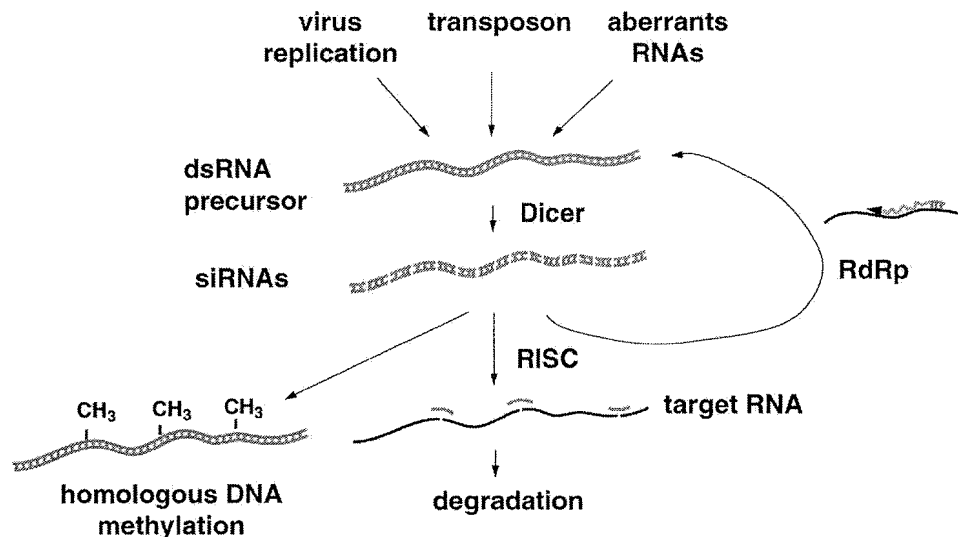 virus
replication
transposon
aberrants
RNAs
dsRNA
precursor
Dicer
siRNAs
RdRp
RISC
CH₃ CH₃ CH₃
target RNA
homologous DNA
methylation
degradation